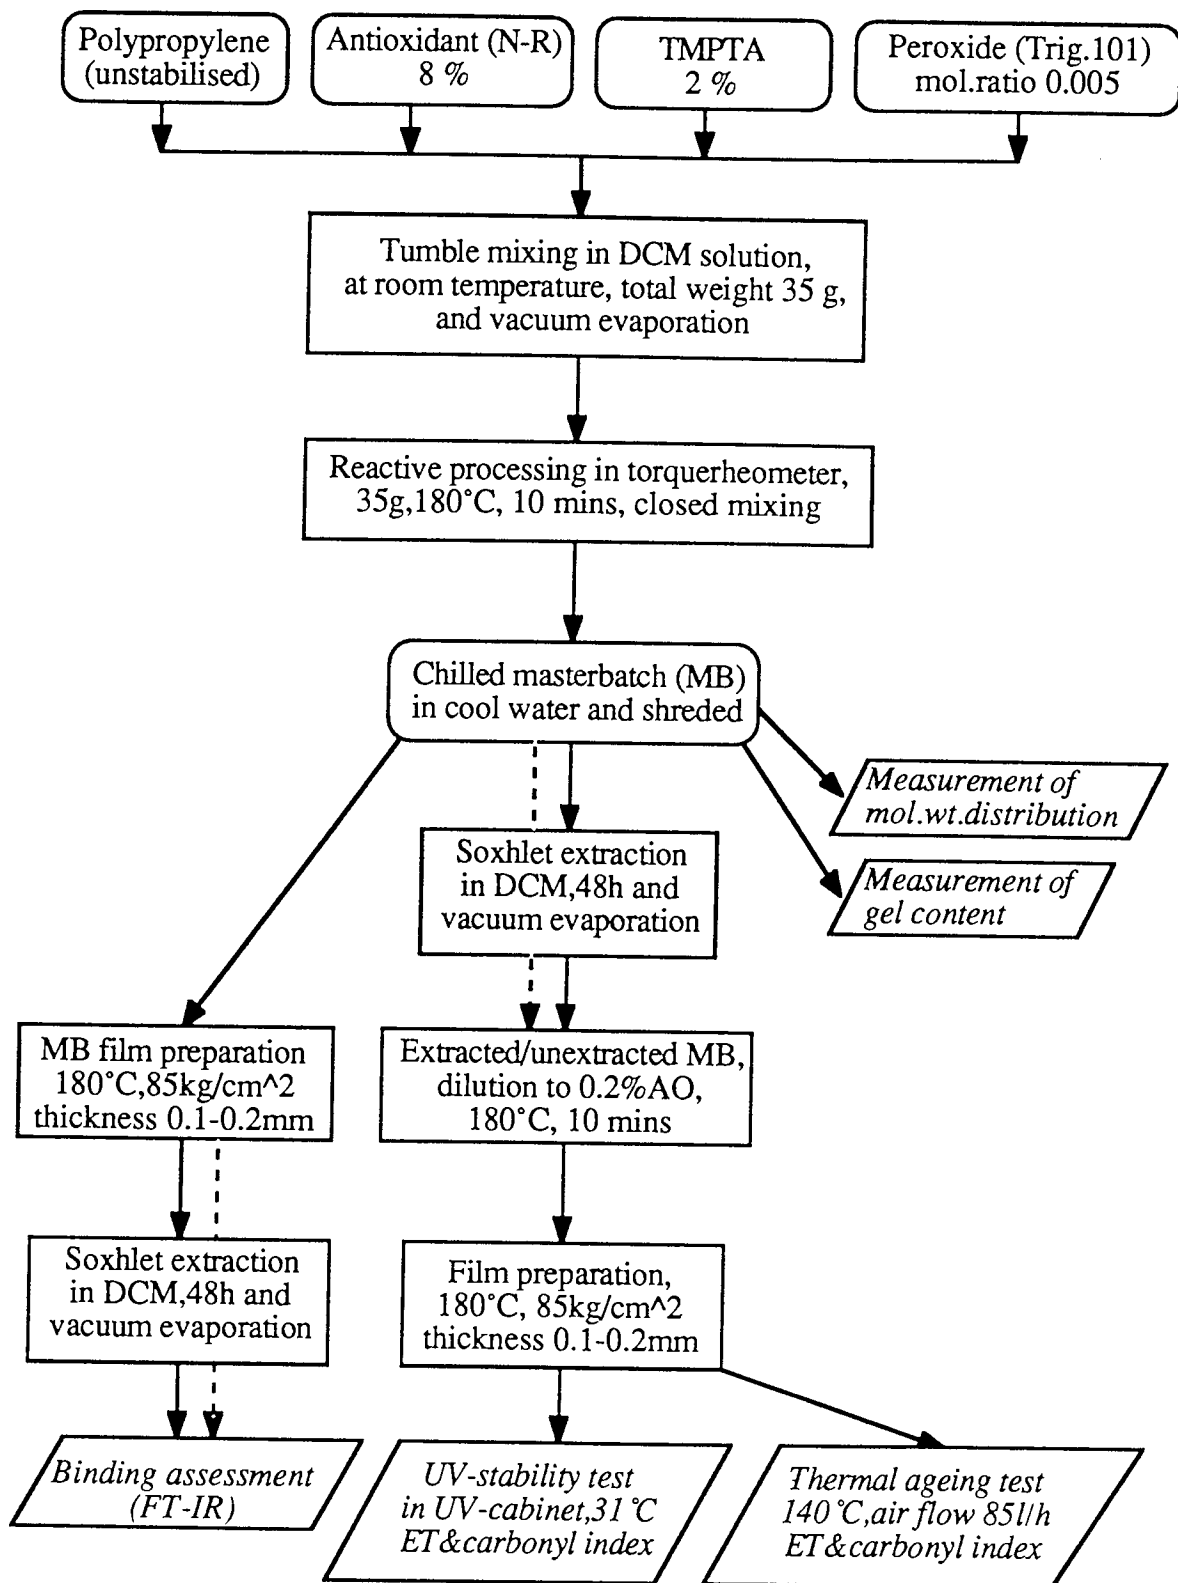 Polypropylene
(unstabilised)
Antioxidant (N-R)
8 %
TMPTA
2 %
Peroxide (Trig.101)
mol.ratio 0.005
Tumble mixing in DCM solution,
at room temperature, total weight 35 g,
and vacuum evaporation
Reactive processing in torquerheometer,
35g,180°C, 10 mins, closed mixing
Chilled masterbatch (MB)
in cool water and shreded
Measurement of
mol.wt.distribution
Measurement of
gel content
Soxhlet extraction
in DCM,48h and
vacuum evaporation
MB film preparation
180°C,85kg/cm^2
thickness 0.1-0.2mm
Extracted/unextracted MB,
dilution to 0.2%AO,
180°C, 10 mins
Soxhlet extraction
in DCM,48h and
vacuum evaporation
Film preparation,
180°C, 85kg/cm^2
thickness 0.1-0.2mm
Binding assessment
(FT-IR)
UV-stability test
in UV-cabinet,31°C
ET&carbonyl index
Thermal ageing test
140°C,air flow 85l/h
ET&carbonyl index